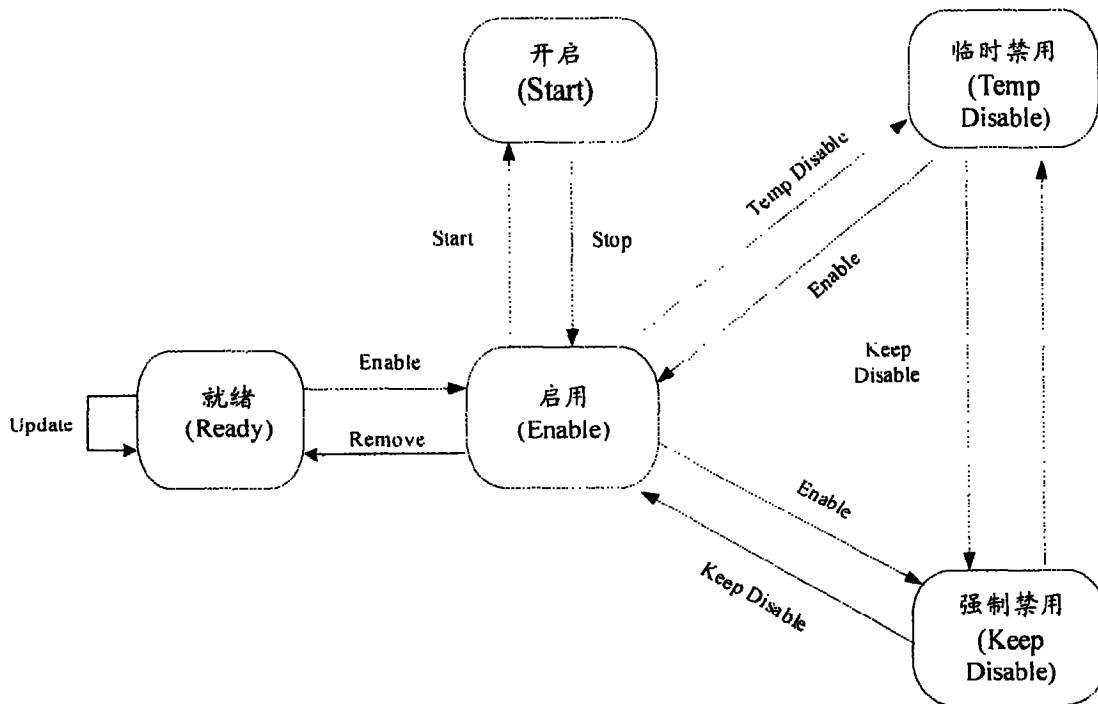 开启
(Start)
临时禁用
(Temp
Disable)
Temp Disable
Start
Stop
Enable
Keep
Disable
Enable
就绪
(Ready)
启用
(Enable)
Update
Remove
Enable
Keep Disable
强制禁用
(Keep
Disable)